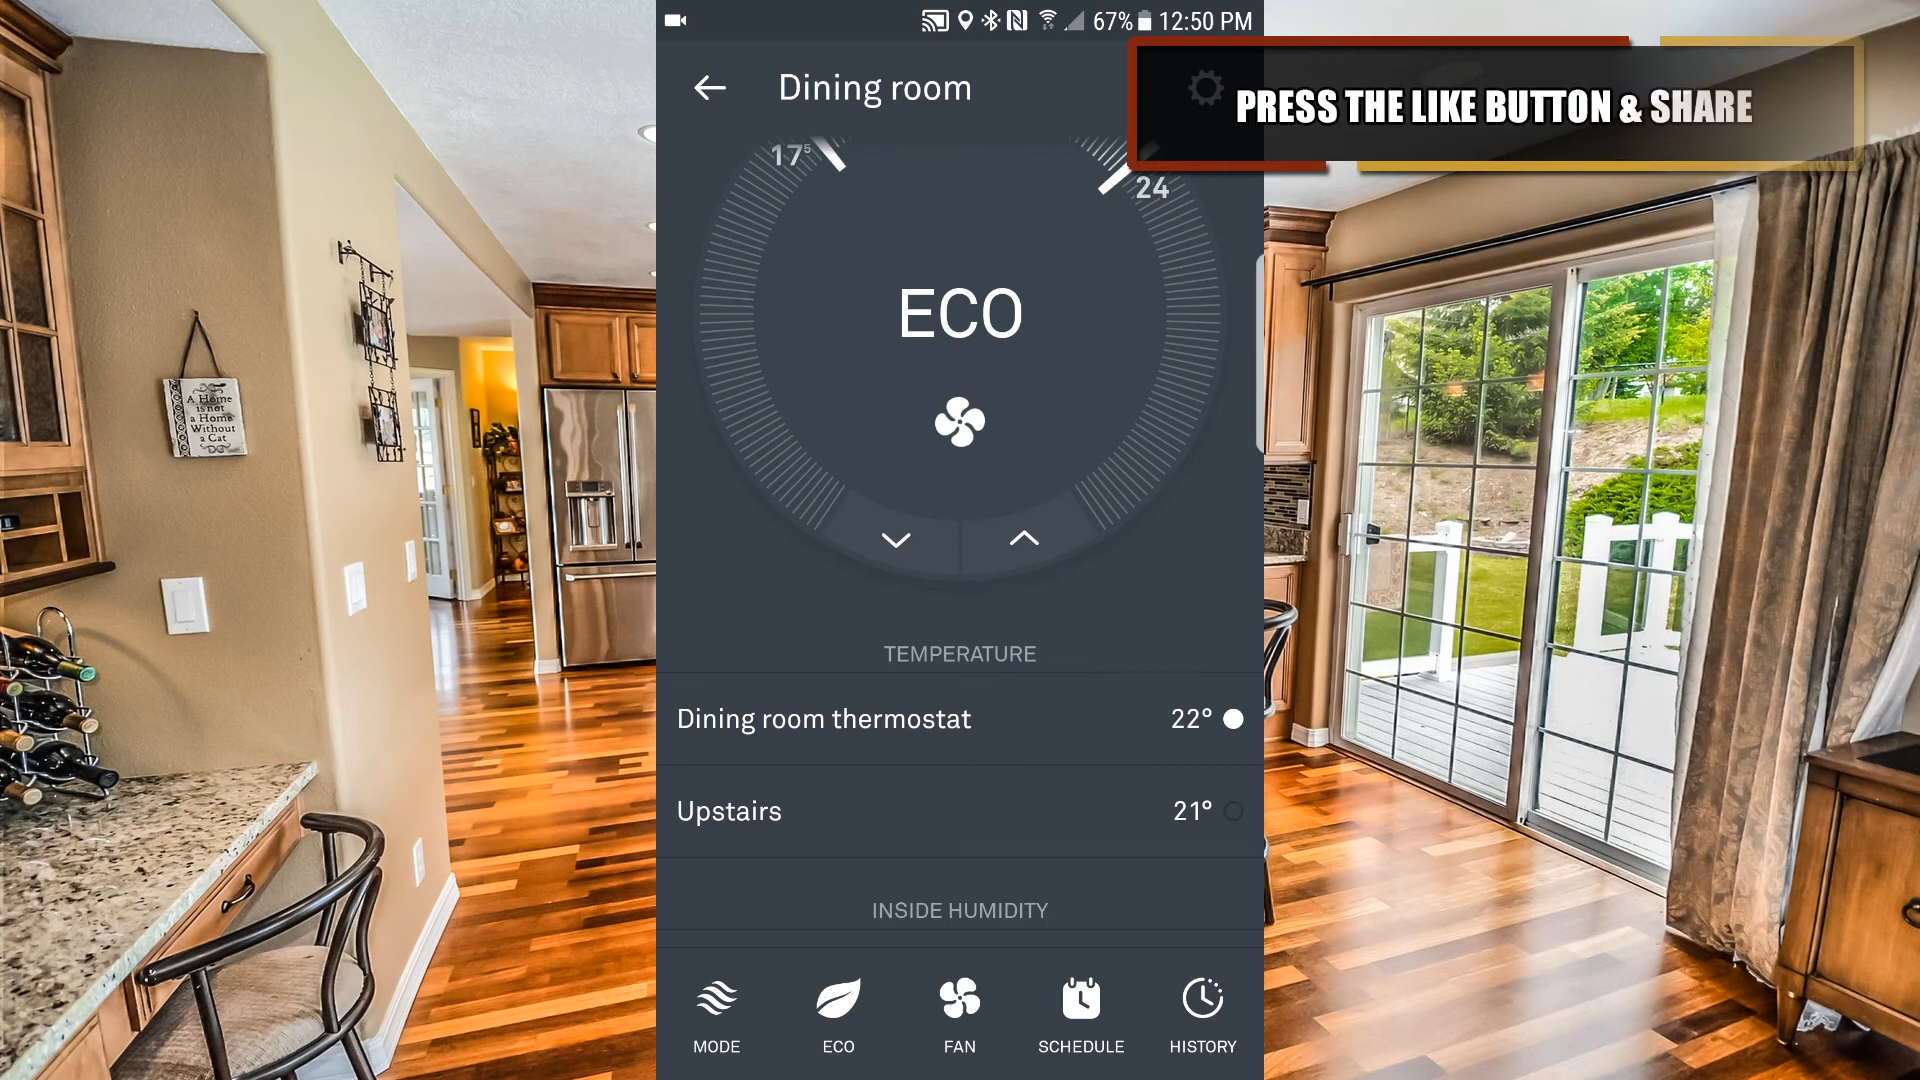 67% 12:50 PM
Dining room
PRESS THE LIKE BUTTON & SHARE
17⁵
24
ECO
A Home
is not
a Home
Without
a Cat
TEMPERATURE
Dining room thermostat 22°
Upstairs 21°
INSIDE HUMIDITY
MODE ECO FAN SCHEDULE HISTORY